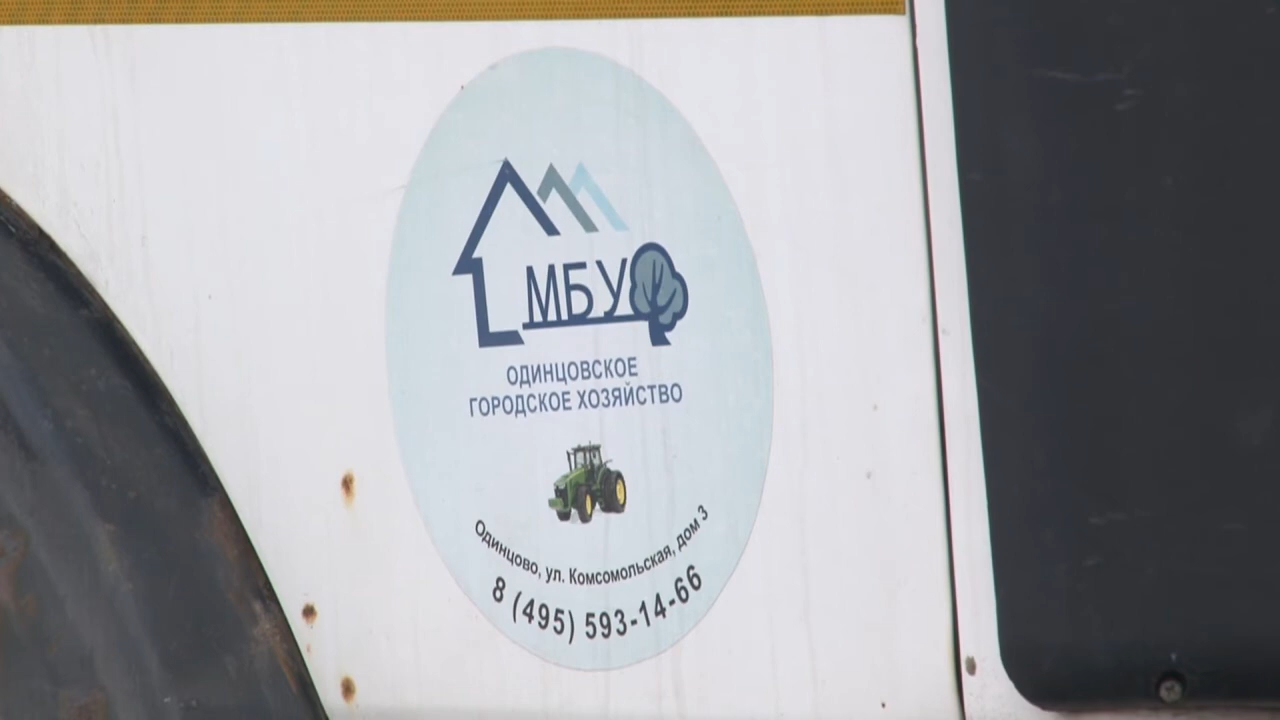 МБУ
ОДИНЦОВСКОЕ
ГОРОДСКОЕ ХОЗЯЙСТВО
Одинцово, ул. Комсомольская, дом 3
8 (495) 593-14-66